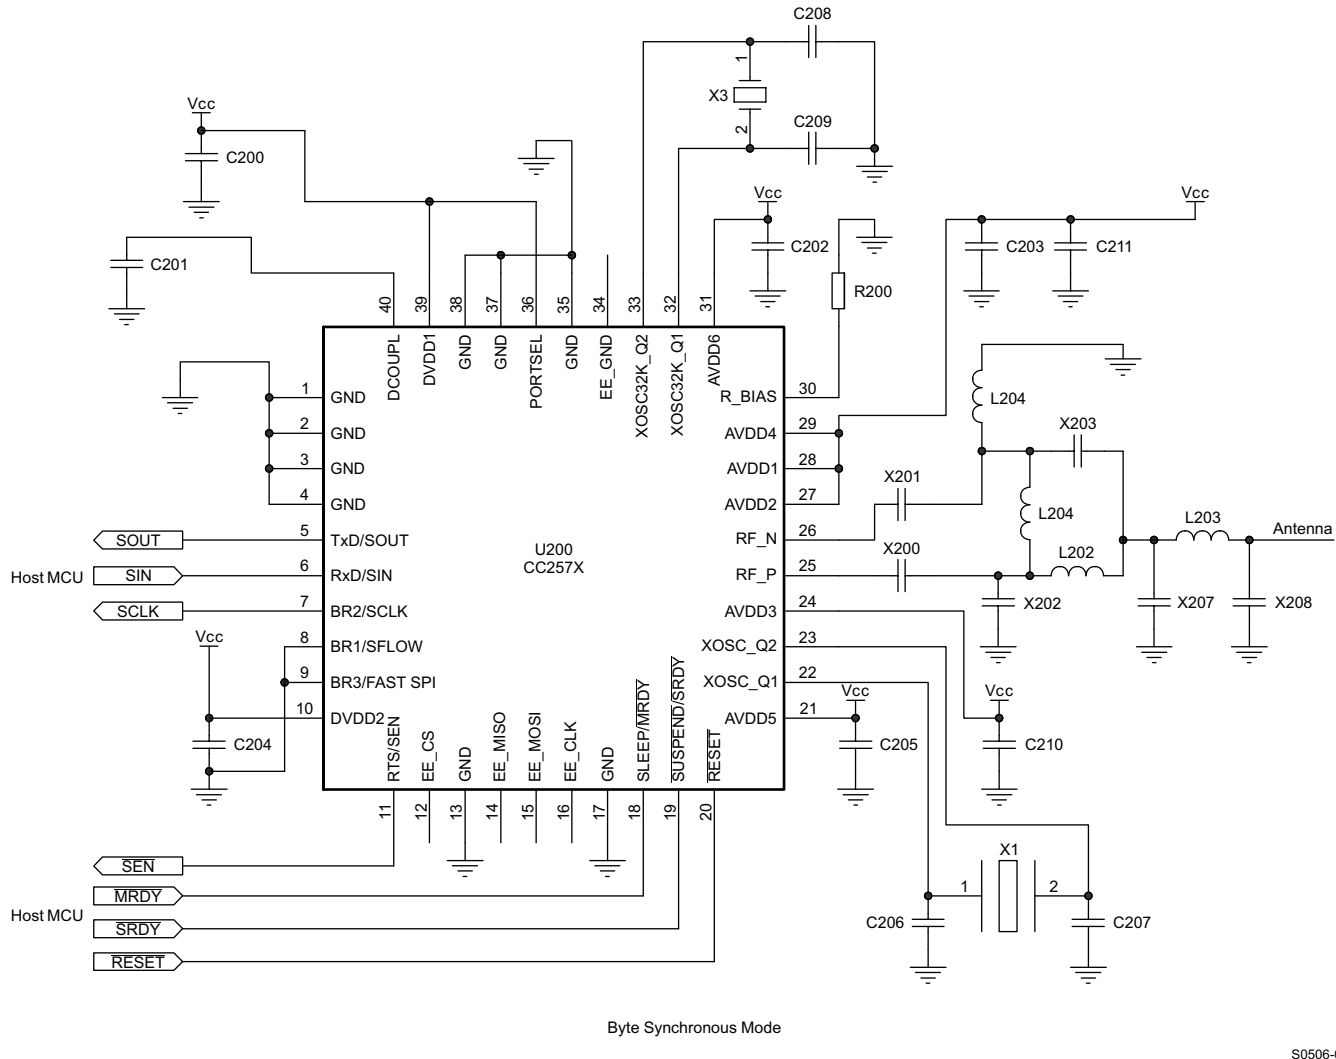 C208
1
X3
2
C209
Vcc
C200
C201
Vcc
C202
R200
Vcc
C203
C211
40
39
38
37
36
35
34
33
32
31
DCOUPL
DVDD1
GND
GND
PORTSEL
GND
EE_GND
XOSC32K_Q2
XOSC32K_Q1
AVDD6
1 GND
2 GND
3 GND
4 GND
5 TxD/SOUT
6 RxD/SIN
7 BR2/SCLK
8 BR1/SFLOW
9 BR3/FAST SPI
10 DVDD2
SOUT
Host MCU
SIN
SCLK
Vcc
C204
U200
CC257X
R_BIAS 30
AVDD4 29
AVDD1 28
AVDD2 27
RF_N 26
RF_P 25
AVDD3 24
XOSC_Q2 23
XOSC_Q1 22
AVDD5 21
L204
X203
X201
L204
X200
L202
L203
Antenna
X202
X207
X208
Vcc
C205
Vcc
C210
RTS/SEN
EE_CS
GND
EE_MISO
EE_MOSI
EE_CLK
GND
SLEEP/MRDY
SUSPEND/SRDY
RESET
11
12
13
14
15
16
17
18
19
20
SEN
MRDY
Host MCU
SRDY
RESET
X1
1
2
C206
C207
Byte Synchronous Mode